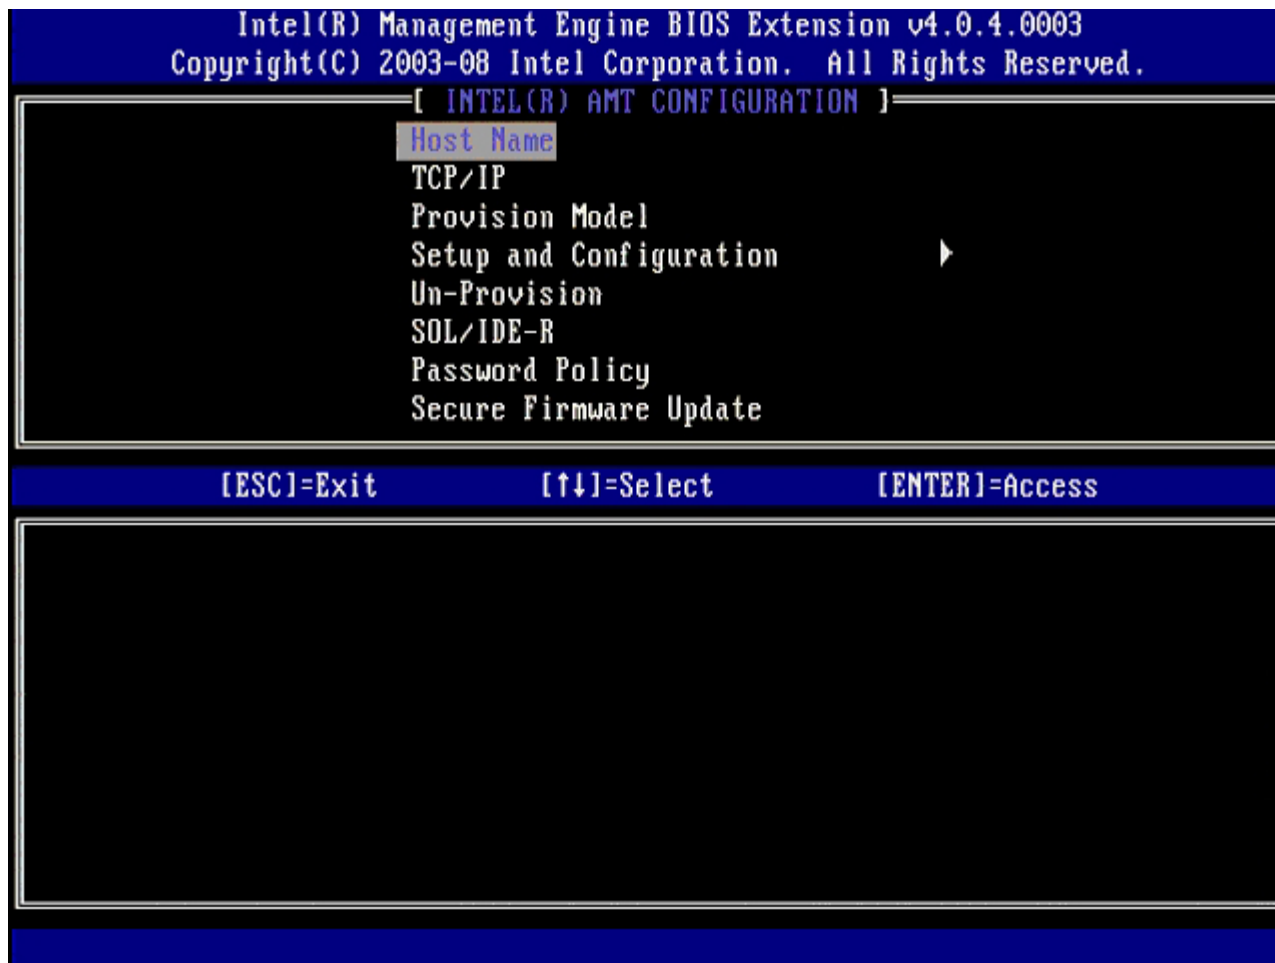 Intel(R) Management Engine BIOS Extension v4.0.4.0003
Copyright(C) 2003-08 Intel Corporation. All Rights Reserved.
[ INTEL(R) AMT CONFIGURATION ]
Host Name
TCP/IP
Provision Model
Setup and Configuration ►
Un-Provision
SOL/IDE-R
Password Policy
Secure Firmware Update
[ESC]=Exit [↑↓]=Select [ENTER]=Access